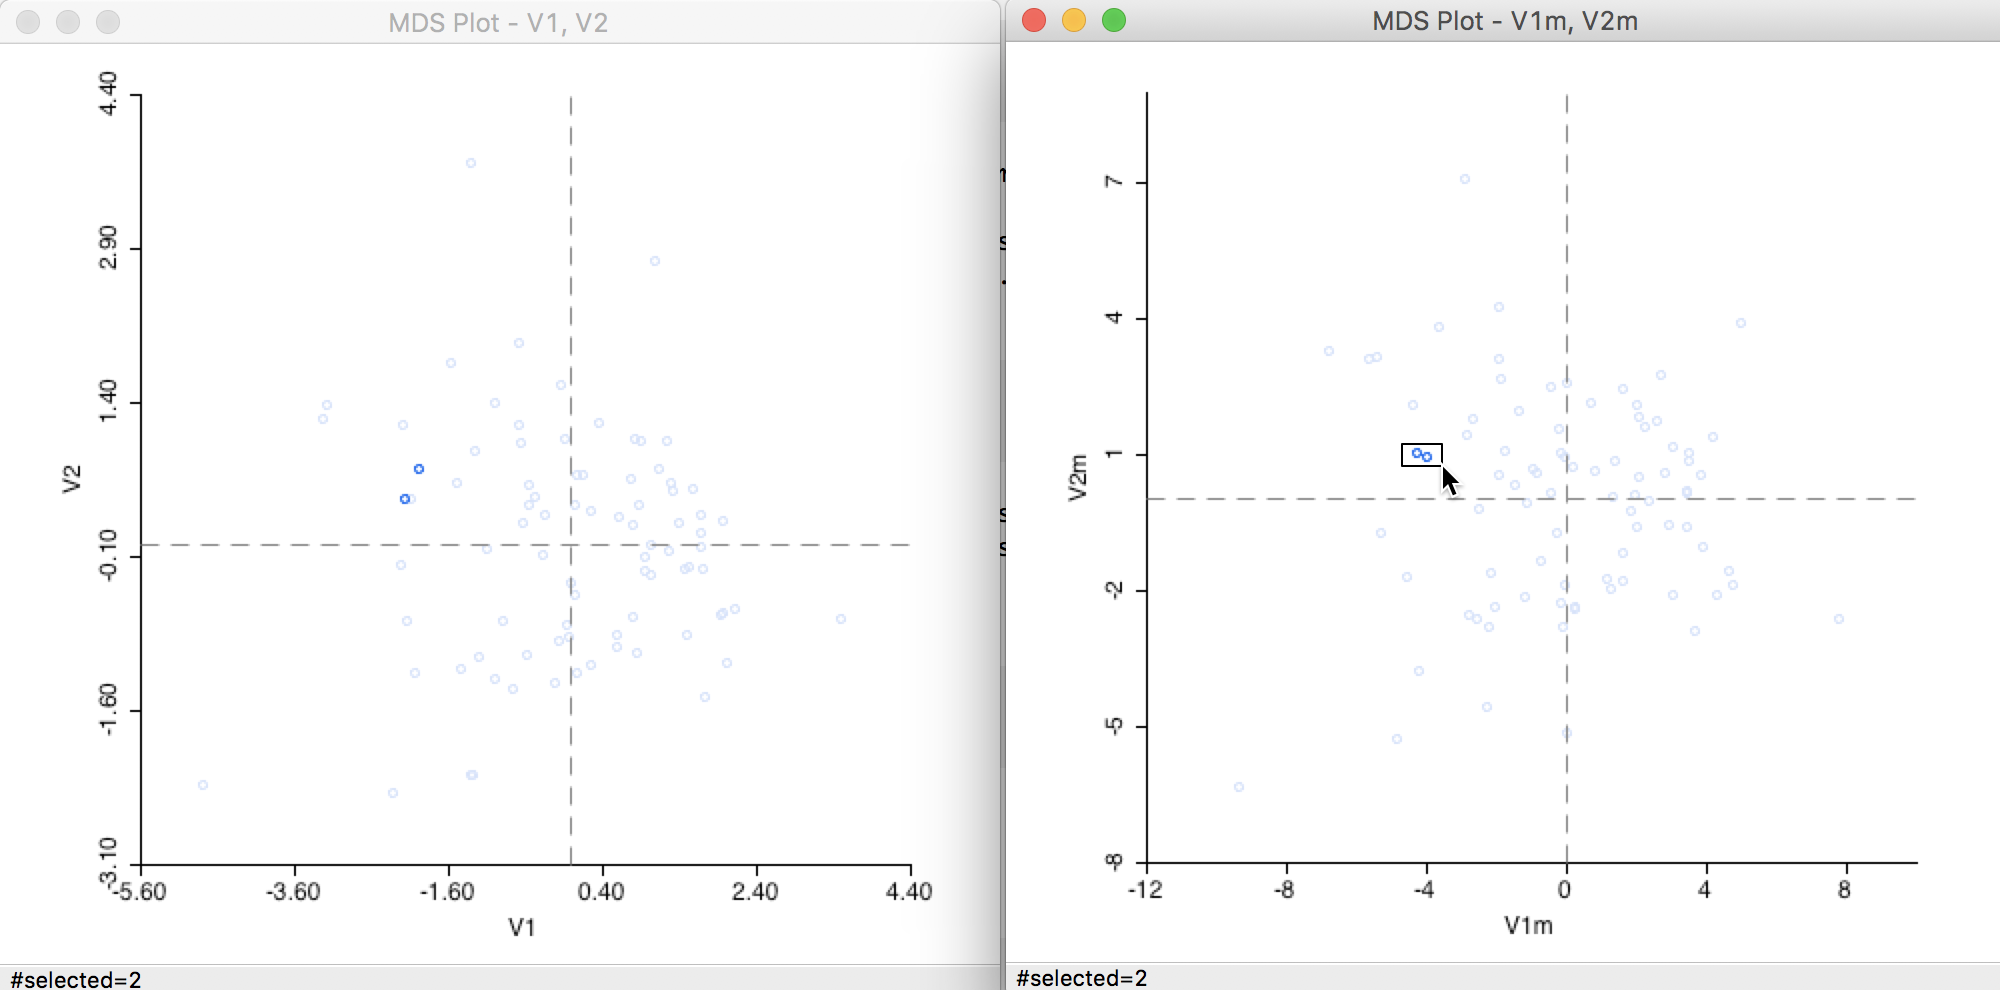 MDS Plot - V1, V2
4.40
2.90
1.40
-0.10
-1.60
-3.10
V2
-5.60 -3.60 -1.60 0.40 2.40 4.40
V1
#selected=2
MDS Plot - V1m, V2m
7
4
1
-2
-5
-8
V2m
-12 -8 -4 0 4 8
V1m
#selected=2